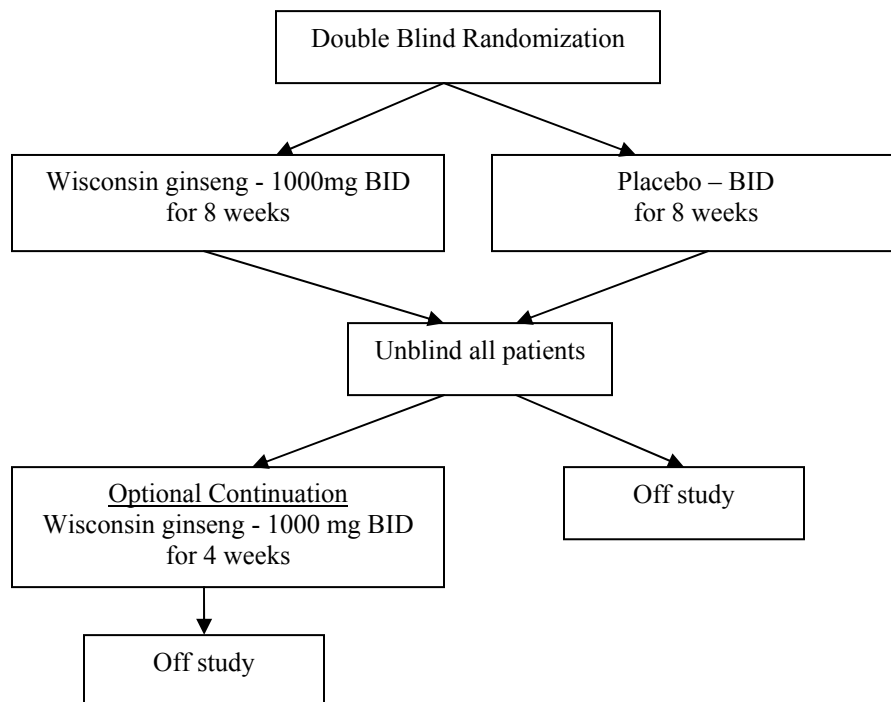 Double Blind Randomization
Wisconsin ginseng - 1000mg BID
for 8 weeks
Placebo – BID
for 8 weeks
Unblind all patients
Optional Continuation
Wisconsin ginseng - 1000 mg BID
for 4 weeks
Off study
Off study